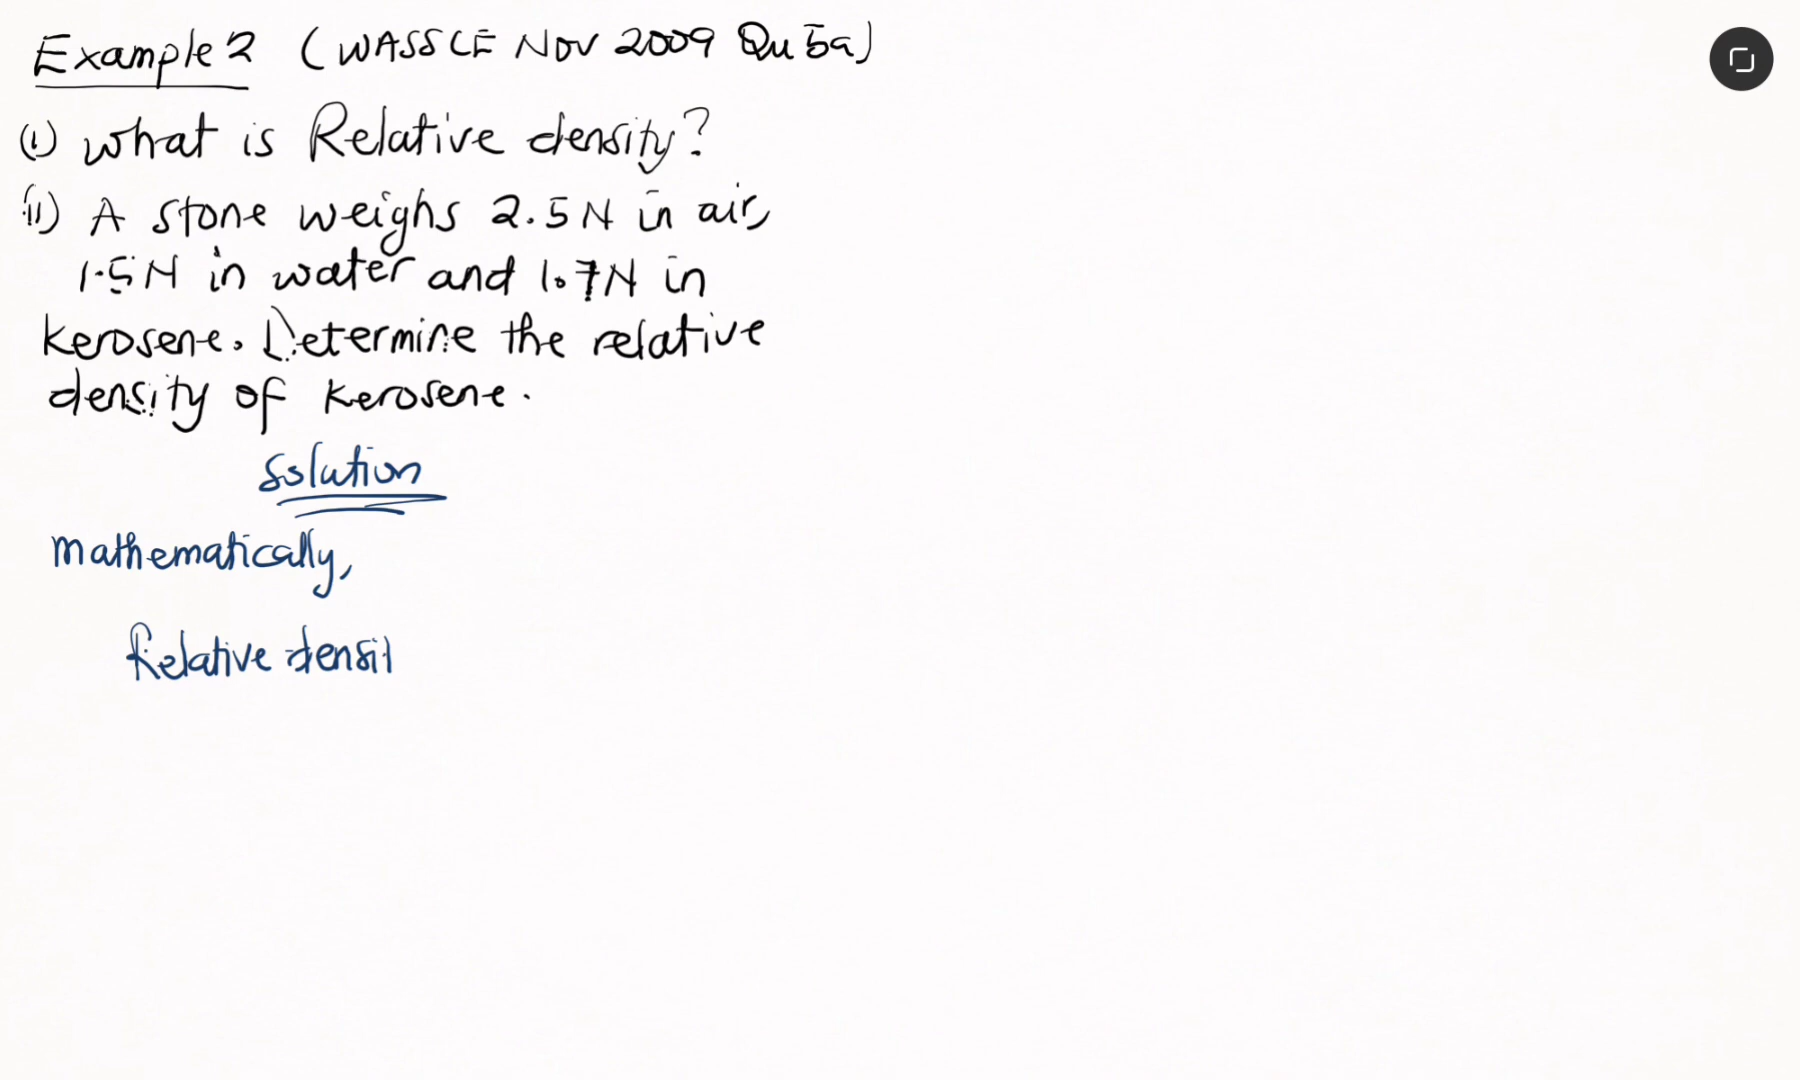 Example 2 (WASSCE Nov 2009 Qu 5a)
(i) What is Relative density?
(ii) A stone weighs 2.5N in air,
1.5N in water and 1.7N in
kerosene. Determine the relative
density of kerosene.
Solution
Mathematically,
Relative densit